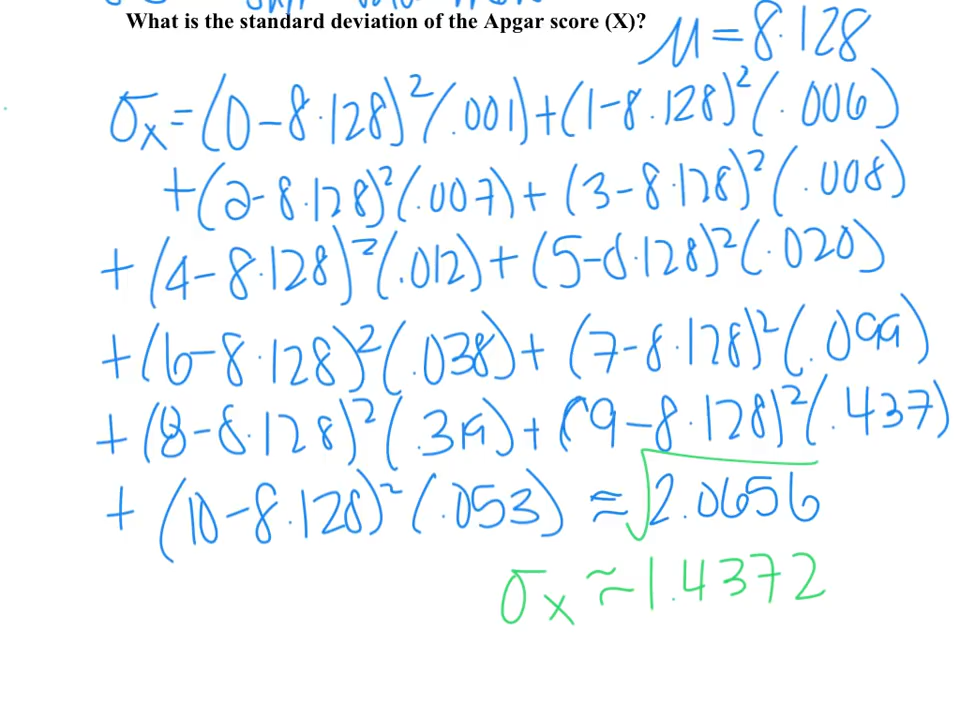 What is the standard deviation of the Apgar score (X)?
μ = 8.128
σx = (0-8.128)²(.001)+(1-8.128)²(.006)
+(2-8.128)²(.007)+(3-8.128)²(.008)
+(4-8.128)²(.012)+(5-8.128)²(.020)
+(6-8.128)²(.038)+(7-8.128)²(.099)
+(8-8.128)²(.319)+(9-8.128)²(.437)
+(10-8.128)²(.053) ≈ √2.0656
σx ≈ 1.4372